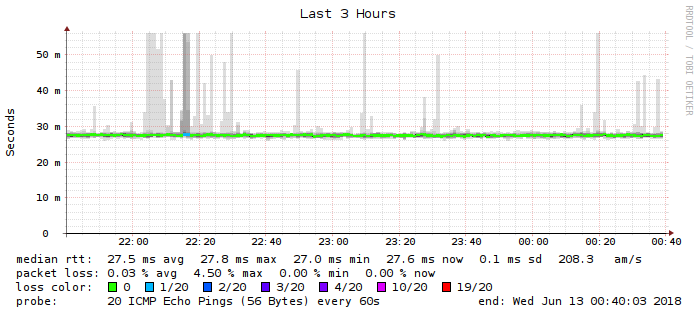 Last 3 Hours
RRDTOOL / TOBI OETIKER
Seconds
50 m
40 m
30 m
20 m
10 m
0
22:00 22:20 22:40 23:00 23:20 23:40 00:00 00:20 00:40
median rtt: 27.5 ms avg 27.8 ms max 27.0 ms min 27.6 ms now 0.1 ms sd 208.3 am/s
packet loss: 0.03 % avg 4.50 % max 0.00 % min 0.00 % now
loss color: 0 1/20 2/20 3/20 4/20 10/20 19/20
probe: 20 ICMP Echo Pings (56 Bytes) every 60s end: Wed Jun 13 00:40:03 2018